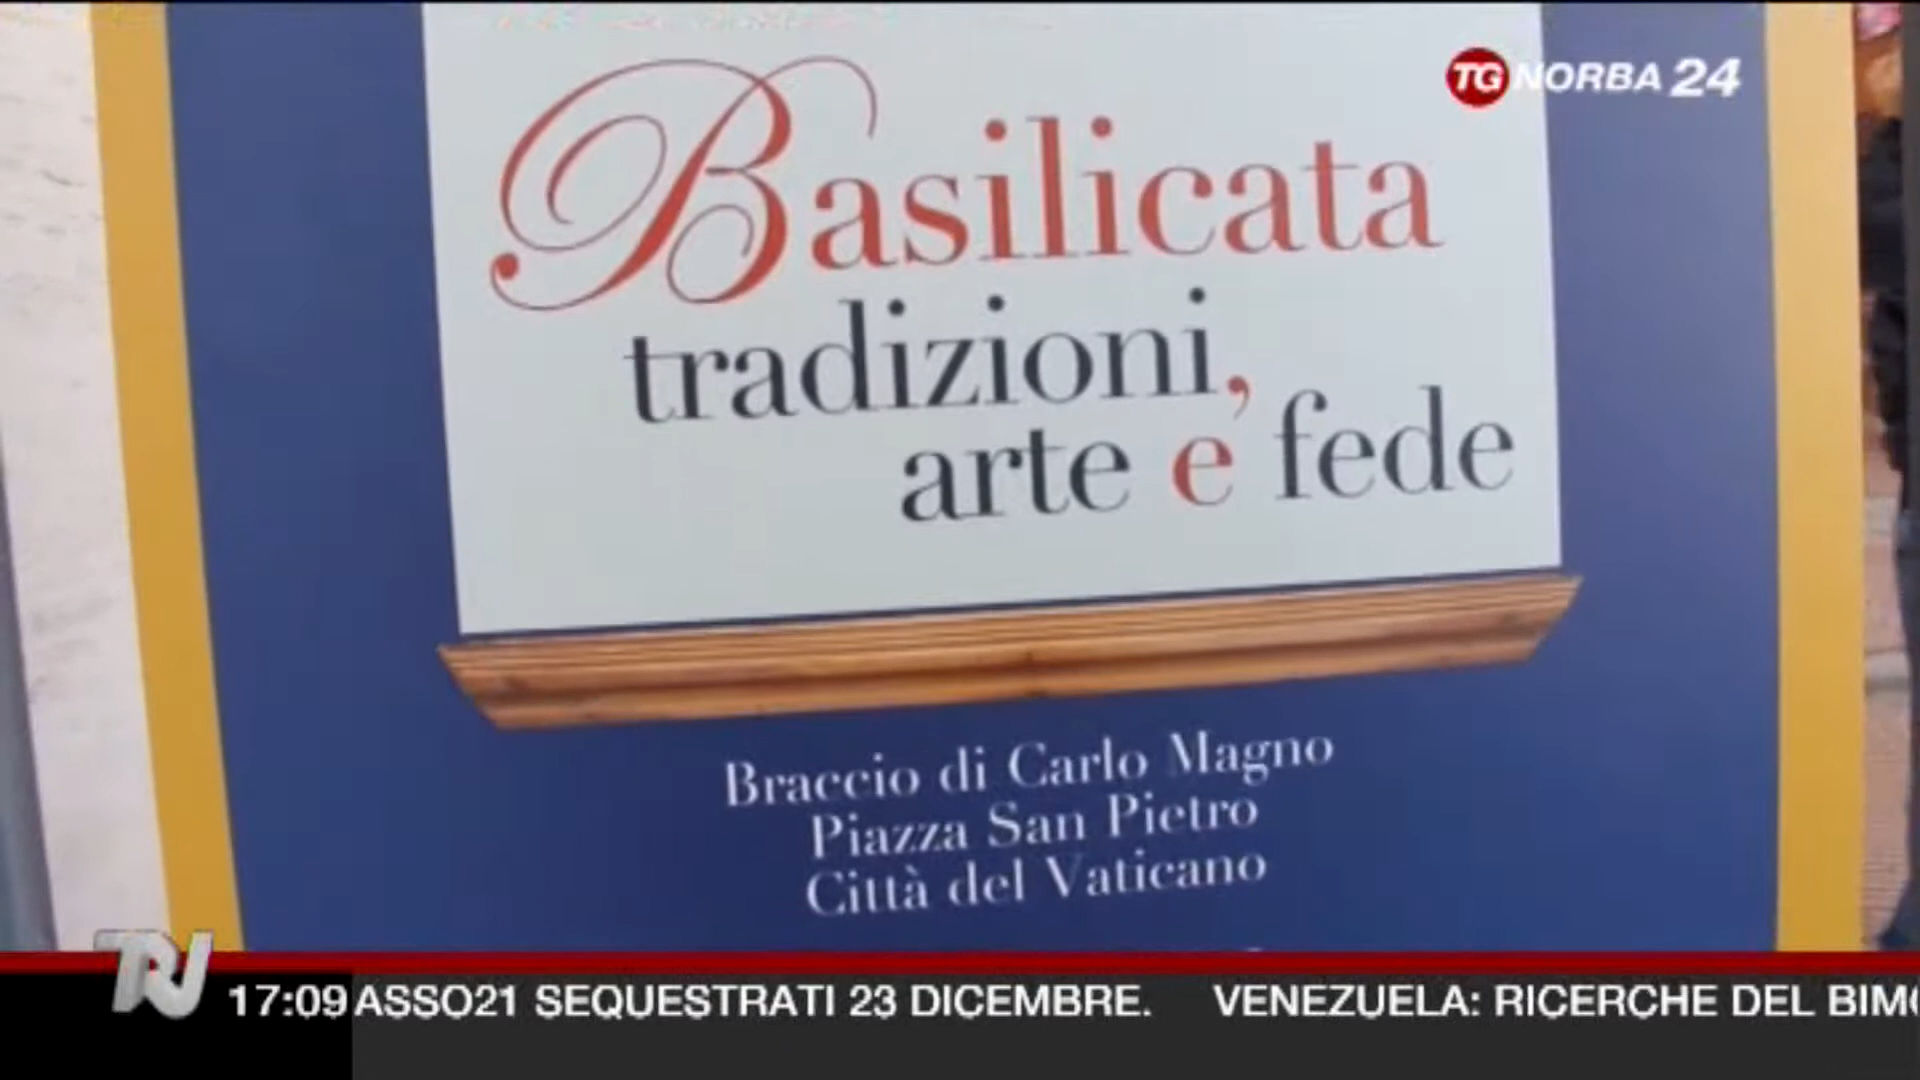 TG NORBA 24
Basilicata
tradizioni,
arte e fede
Braccio di Carlo Magno
Piazza San Pietro
Città del Vaticano
17:09 ASSO21 SEQUESTRATI 23 DICEMBRE. VENEZUELA: RICERCHE DEL